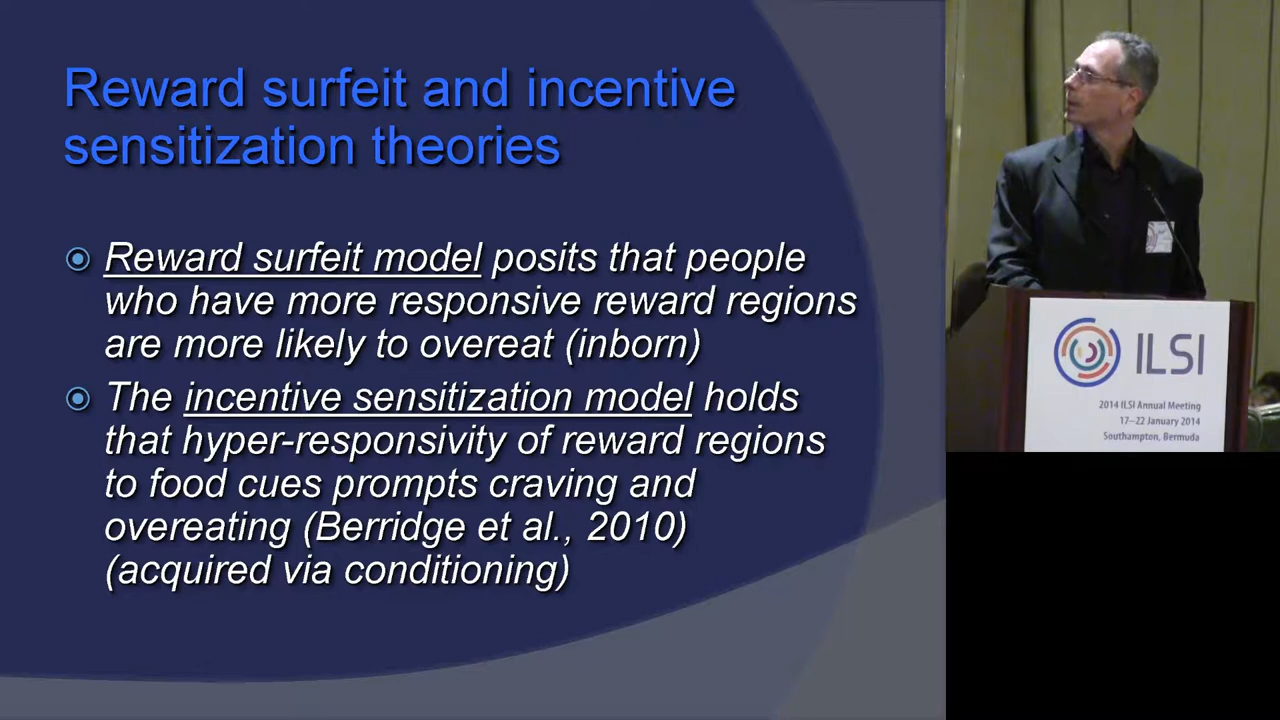 Reward surfeit and incentive
sensitization theories
Reward surfeit model posits that people
who have more responsive reward regions
are more likely to overeat (inborn)
The incentive sensitization model holds
that hyper-responsivity of reward regions
to food cues prompts craving and
overeating (Berridge et al., 2010)
(acquired via conditioning)
ILSI
2014 ILSI Annual Meeting
17–22 January 2014
Southampton, Bermuda